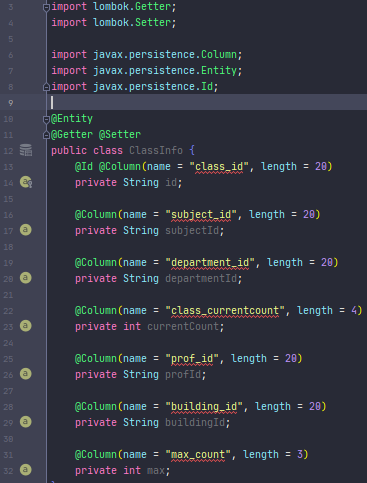 3 import lombok.Getter;
4 import lombok.Setter;
5
6 import javax.persistence.Column;
7 import javax.persistence.Entity;
8 import javax.persistence.Id;
9
10 @Entity
11 @Getter @Setter
12 public class ClassInfo {
13 @Id @Column(name = "class_id", length = 20)
14 private String id;
15
16 @Column(name = "subject_id", length = 20)
17 private String subjectId;
18
19 @Column(name = "department_id", length = 20)
20 private String departmentId;
21
22 @Column(name = "class_currentcount", length = 4)
23 private int currentCount;
24
25 @Column(name = "prof_id", length = 20)
26 private String profId;
27
28 @Column(name = "building_id", length = 20)
29 private String buildingId;
30
31 @Column(name = "max_count", length = 3)
32 private int max;